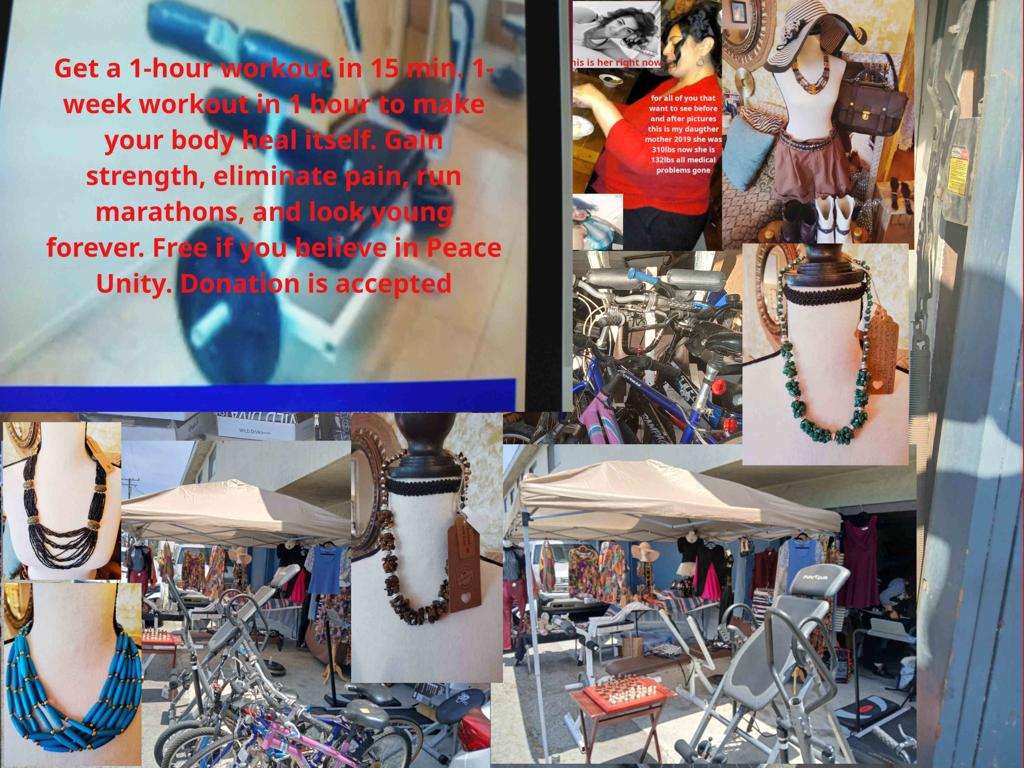 Get a 1-hour workout in 15 min. 1-
week workout in 1 hour to make
your body heal itself. Gain
strength, eliminate pain, run
marathons, and look young
forever. Free if you believe in Peace
Unity. Donation is accepted
his is her right now
for all of you that
want to see before
and after pictures
this is my daugther
mother 2019 she was
310lbs now she is
132lbs all medical
problems gone
WILD DIVA